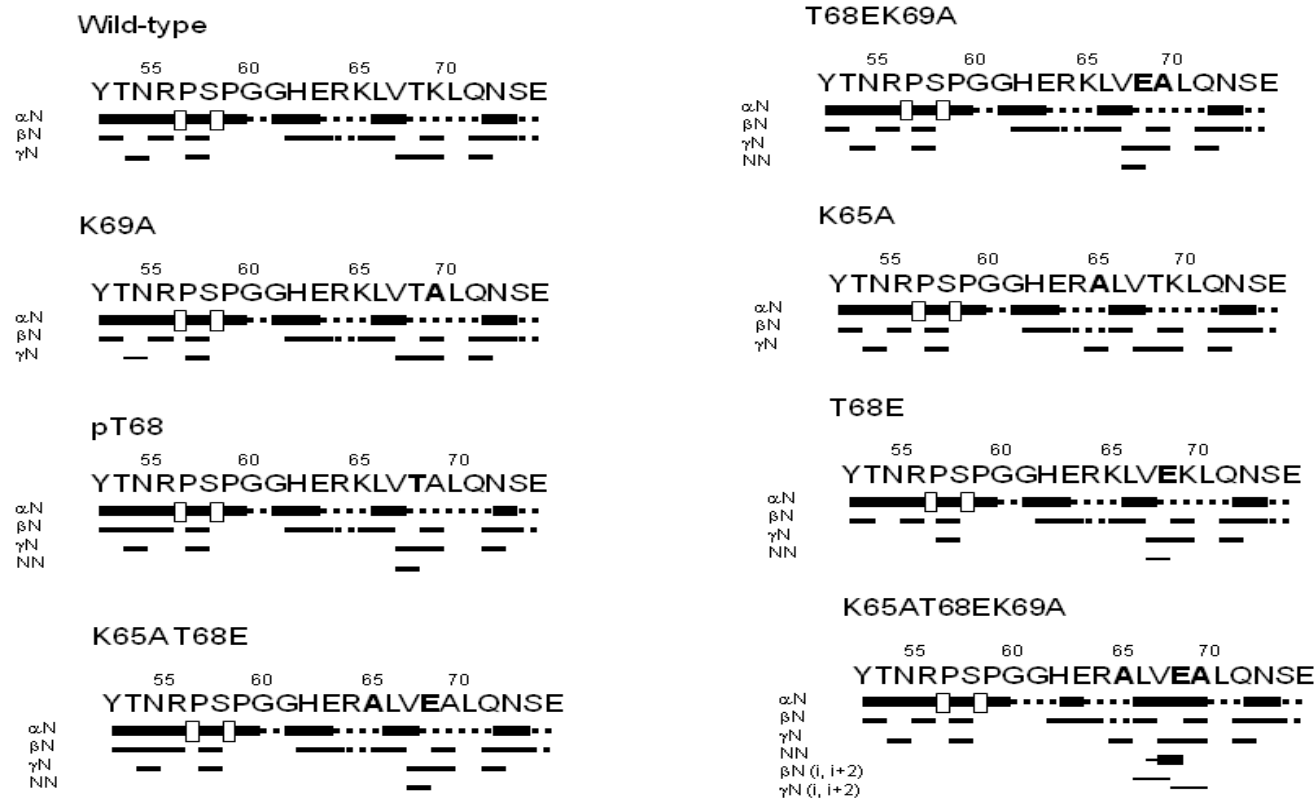 Wild-type
55 60 65 70
YTNRPSPGGHERKLVTKLQNSE
αN
βN
γN
K69A
55 60 65 70
YTNRPSPGGHERKLVTALQNSE
αN
βN
γN
pT68
55 60 65 70
YTNRPSPGGHERKLVTALQNSE
αN
βN
γN
NN
K65AT68E
55 60 65 70
YTNRPSPGGHERALVEALQNSE
αN
βN
γN
NN
T68EK69A
55 60 65 70
YTNRPSPGGHERKLVEALQNSE
αN
βN
γN
NN
K65A
55 60 65 70
YTNRPSPGGHERALVTKLQNSE
αN
βN
γN
T68E
55 60 65 70
YTNRPSPGGHERKLVEKLQNSE
αN
βN
γN
NN
K65AT68EK69A
55 60 65 70
YTNRPSPGGHERALVEALQNSE
αN
βN
γN
NN
βN (i, i+2)
γN (i, i+2)